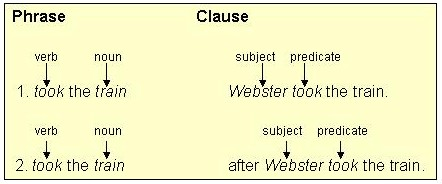 Phrase Clause
verb noun subject predicate
1. took the train Webster took the train.
verb noun subject predicate
2. took the train after Webster took the train.